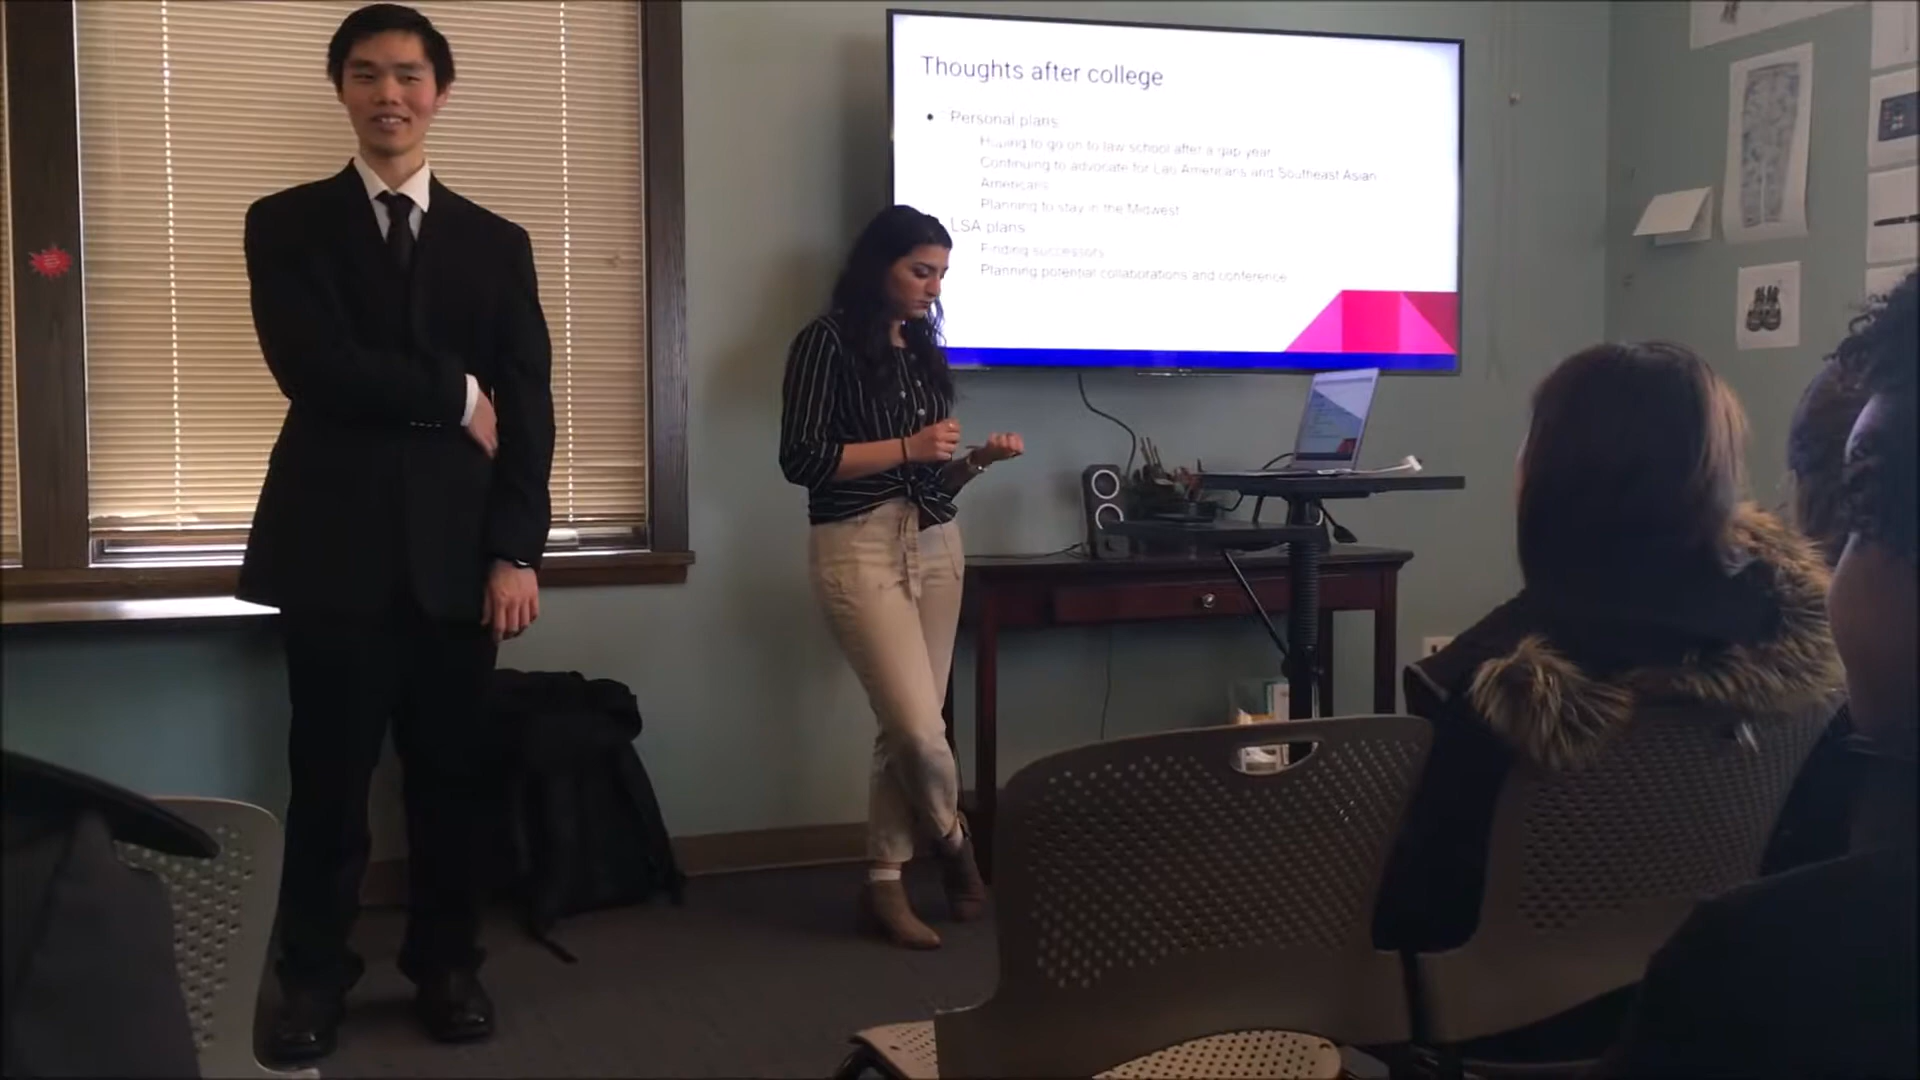 Thoughts after college
Personal plans:
Hoping to go on to law school after a gap year
Continuing to advocate for Lao Americans and Southeast Asian
Americans
Planning to stay in the Midwest
LSA plans
Finding successors
Planning potential collaborations and conference